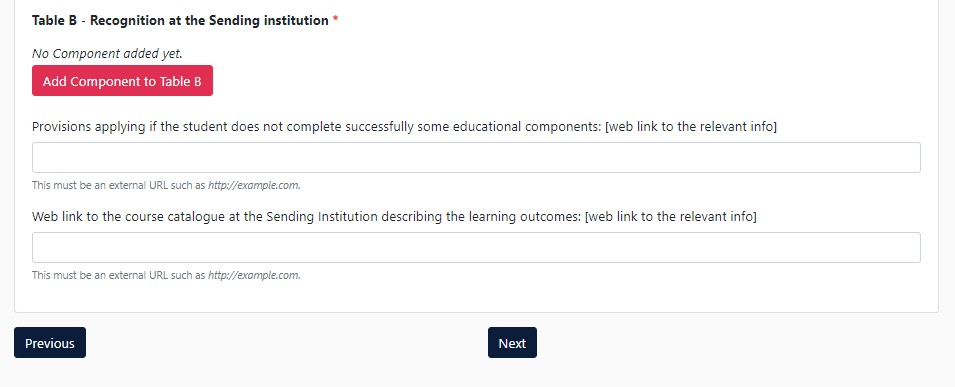 Table B - Recognition at the Sending institution *
No Component added yet.
Add Component to Table B
Provisions applying if the student does not complete successfully some educational components: [web link to the relevant info]
This must be an external URL such as http://example.com.
Web link to the course catalogue at the Sending Institution describing the learning outcomes: [web link to the relevant info]
This must be an external URL such as http://example.com.
Previous
Next